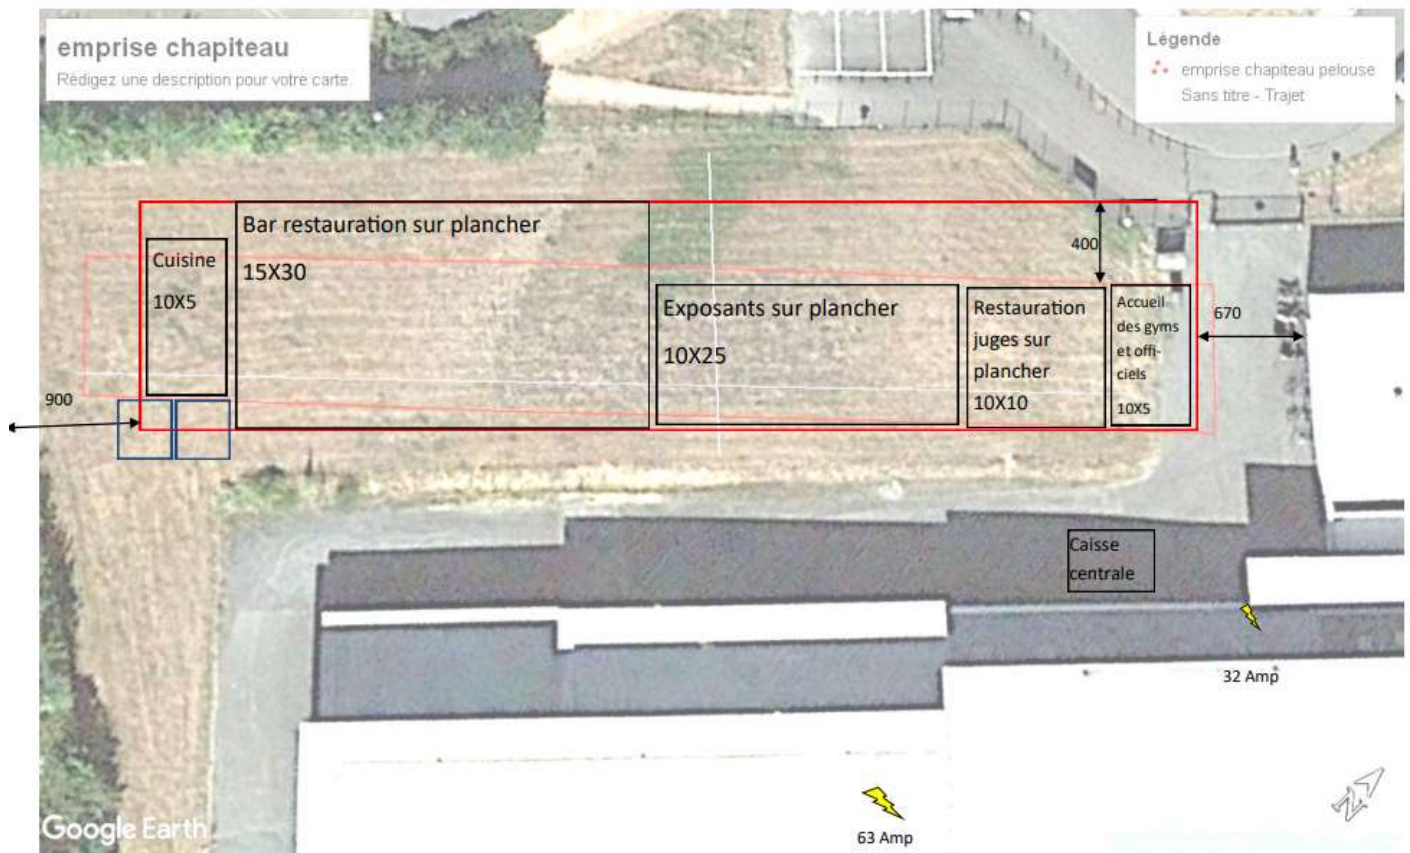 emprise chapiteau
Rédigez une description pour votre carte.
Légende
emprise chapiteau pelouse
Sans titre - Trajet
Bar restauration sur plancher
15X30
Cuisine
10X5
400
Exposants sur plancher
10X25
Restauration
juges sur
plancher
10X10
Accueil
des gyms
et offi-
ciels
10X5
670
900
Caisse
centrale
32 Amp
63 Amp
N
Google Earth